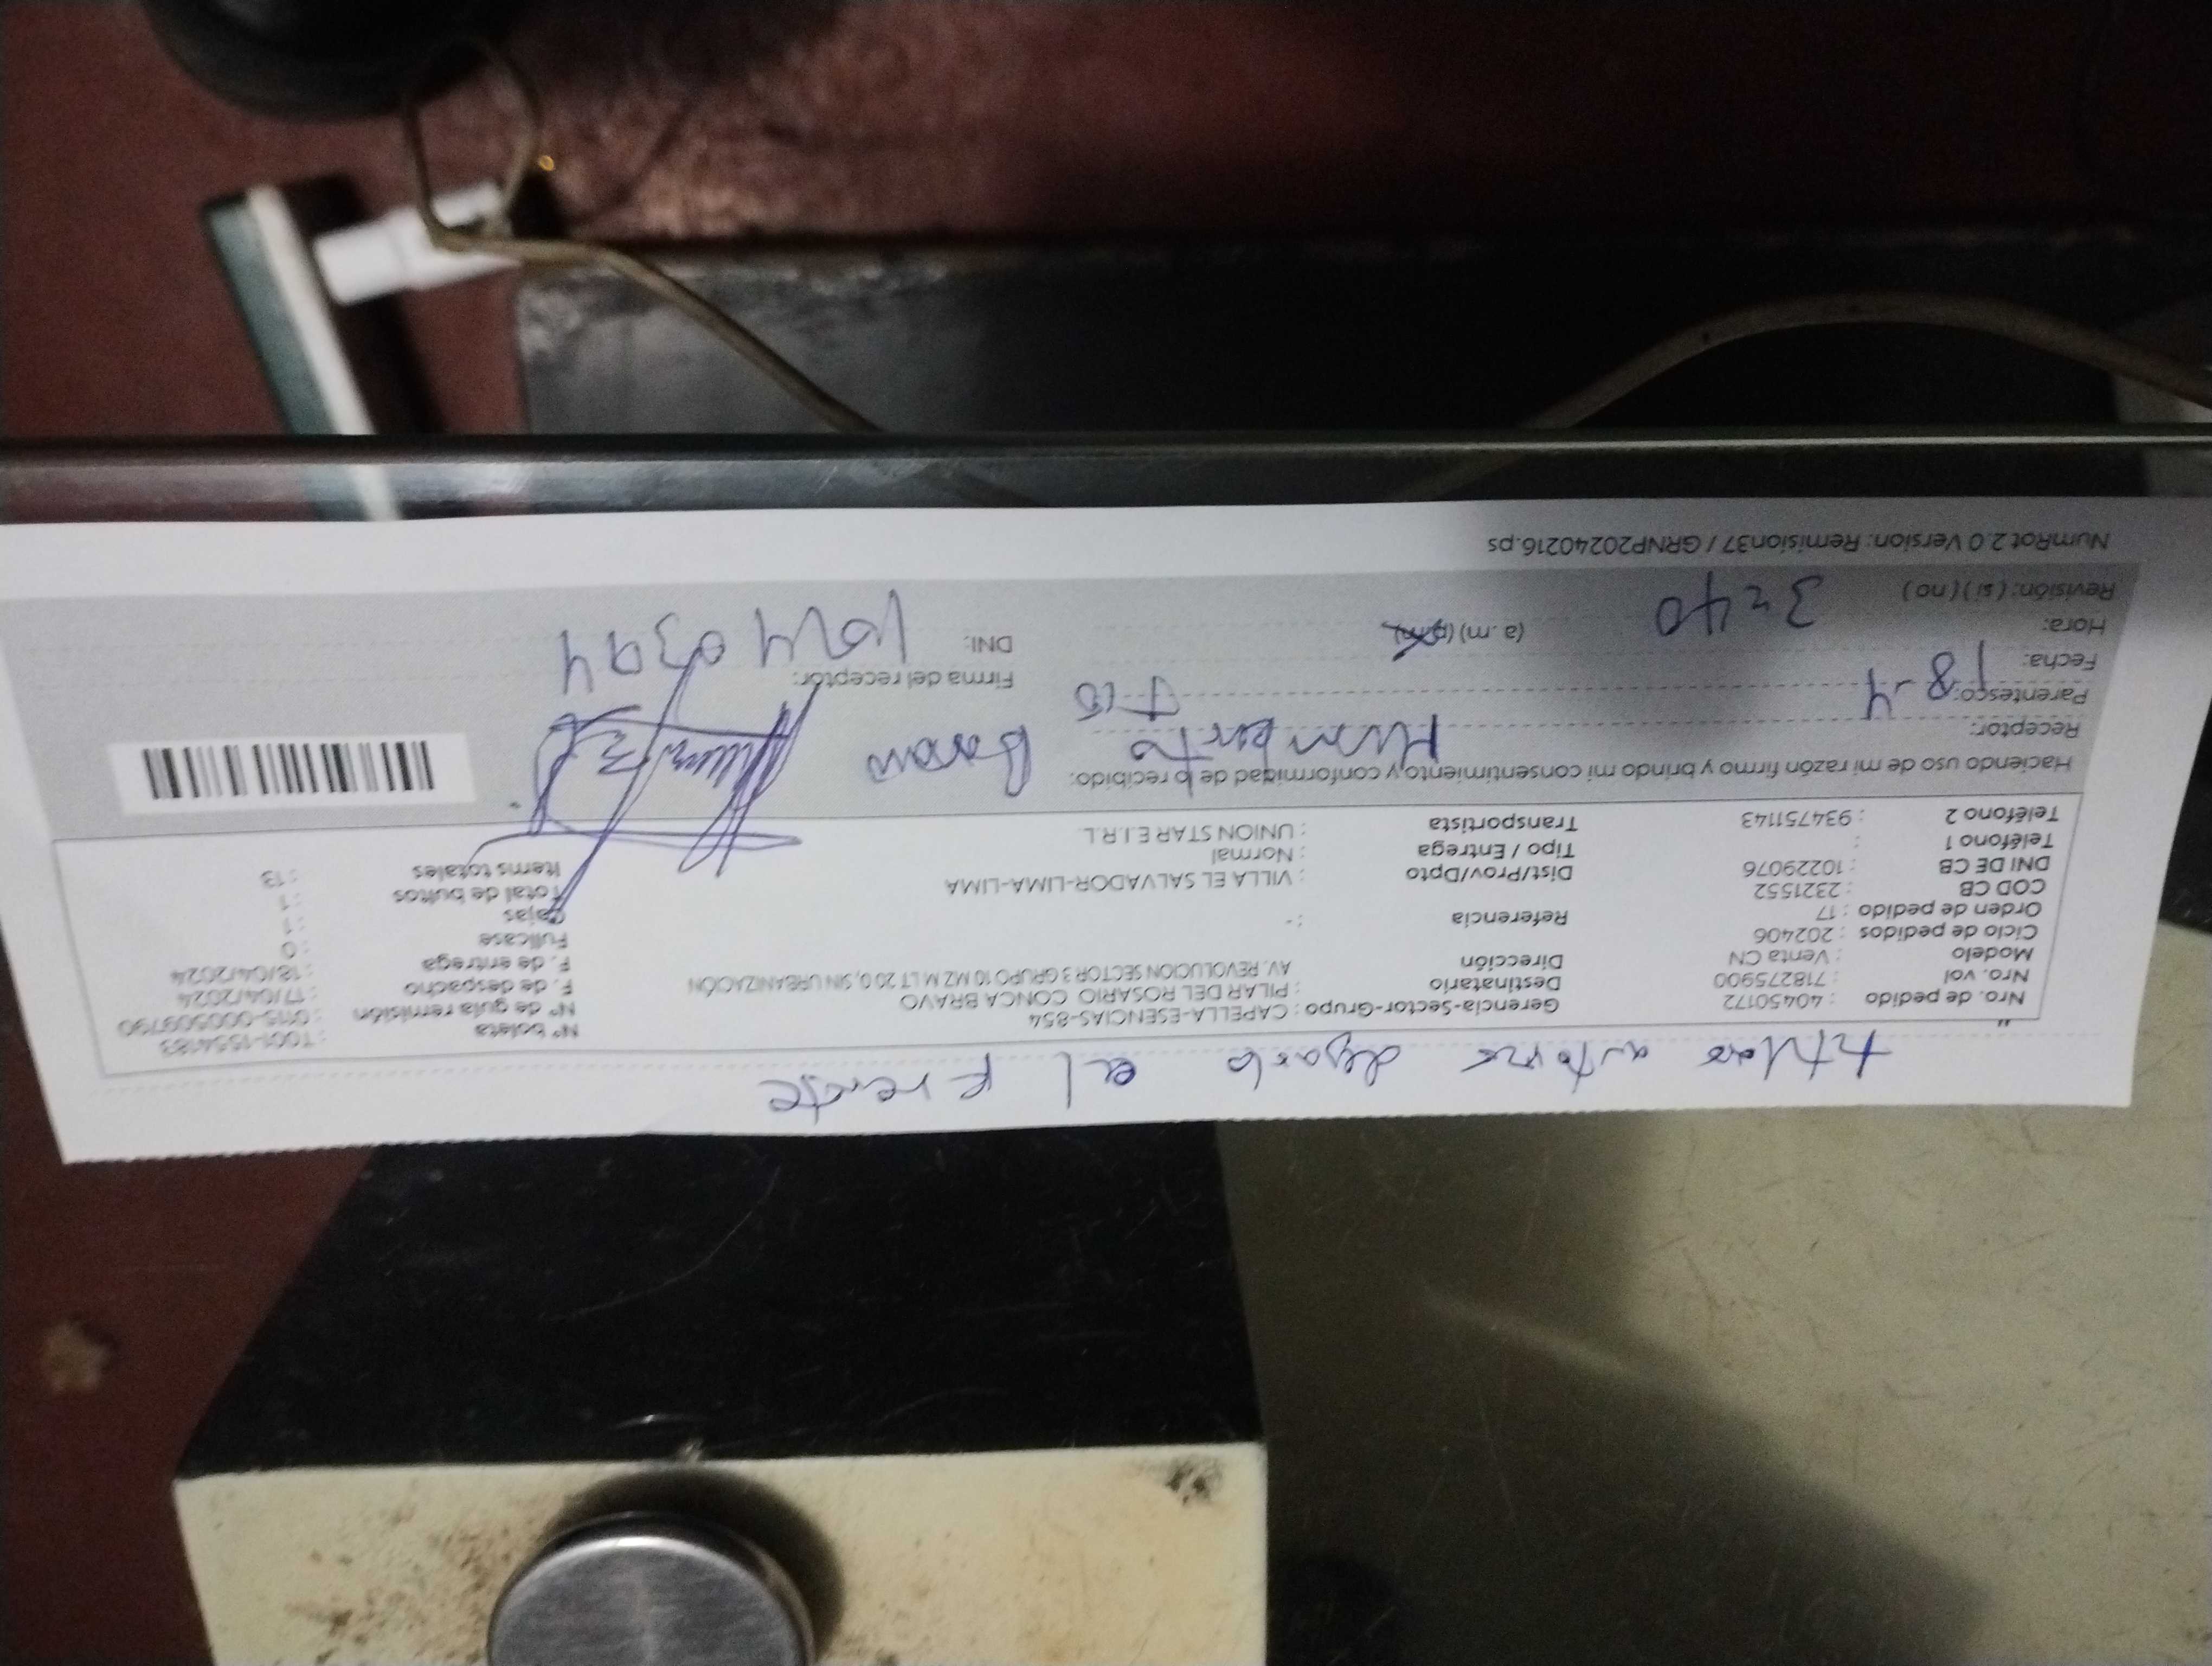 titular autoriza dejarlo al frente
Nro. de pedido : 40450172 Gerencia-Sector-Grupo : CAPELLA-ESENCIAS-854 N° boleta : T001-1554183
Nro. vol : 718275900 Destinatario : PILAR DEL ROSARIO CONCA BRAVO N° de guía remisión : 0115-000509790
Modelo : Venta CN Dirección AV. REVOLUCION SECTOR 3 GRUPO 10 MZ M LT 20 0, SIN URBANIZACIÓN F. de despacho : 17/04/2024
Ciclo de pedidos : 202406 F. de entrega : 18/04/2024
Orden de pedido : 17 Referencia : - Fullcase : 0
COD CB : 2321552 Cajas : 1
DNI DE CB : 10229076 Dist/Prov/Dpto : VILLA EL SALVADOR-LIMA-LIMA Total de bultos : 1
Teléfono 1 : Tipo / Entrega : Normal Items totales : 13
Teléfono 2 : 934751143 Transportista : UNION STAR E.I.R.L
Haciendo uso de mi razón firmo y brindo mi consentimiento y conformidad de lo recibido:
Receptor: Humberto
Parentesco: Tio Firma del receptor:
Fecha: 18-4 DNI:
Hora: 3:40 (a.m) (p.m)
Revisión: ( si ) ( no )
NumRot 2.0 Version: Remision37 / GRNP20240216.ps